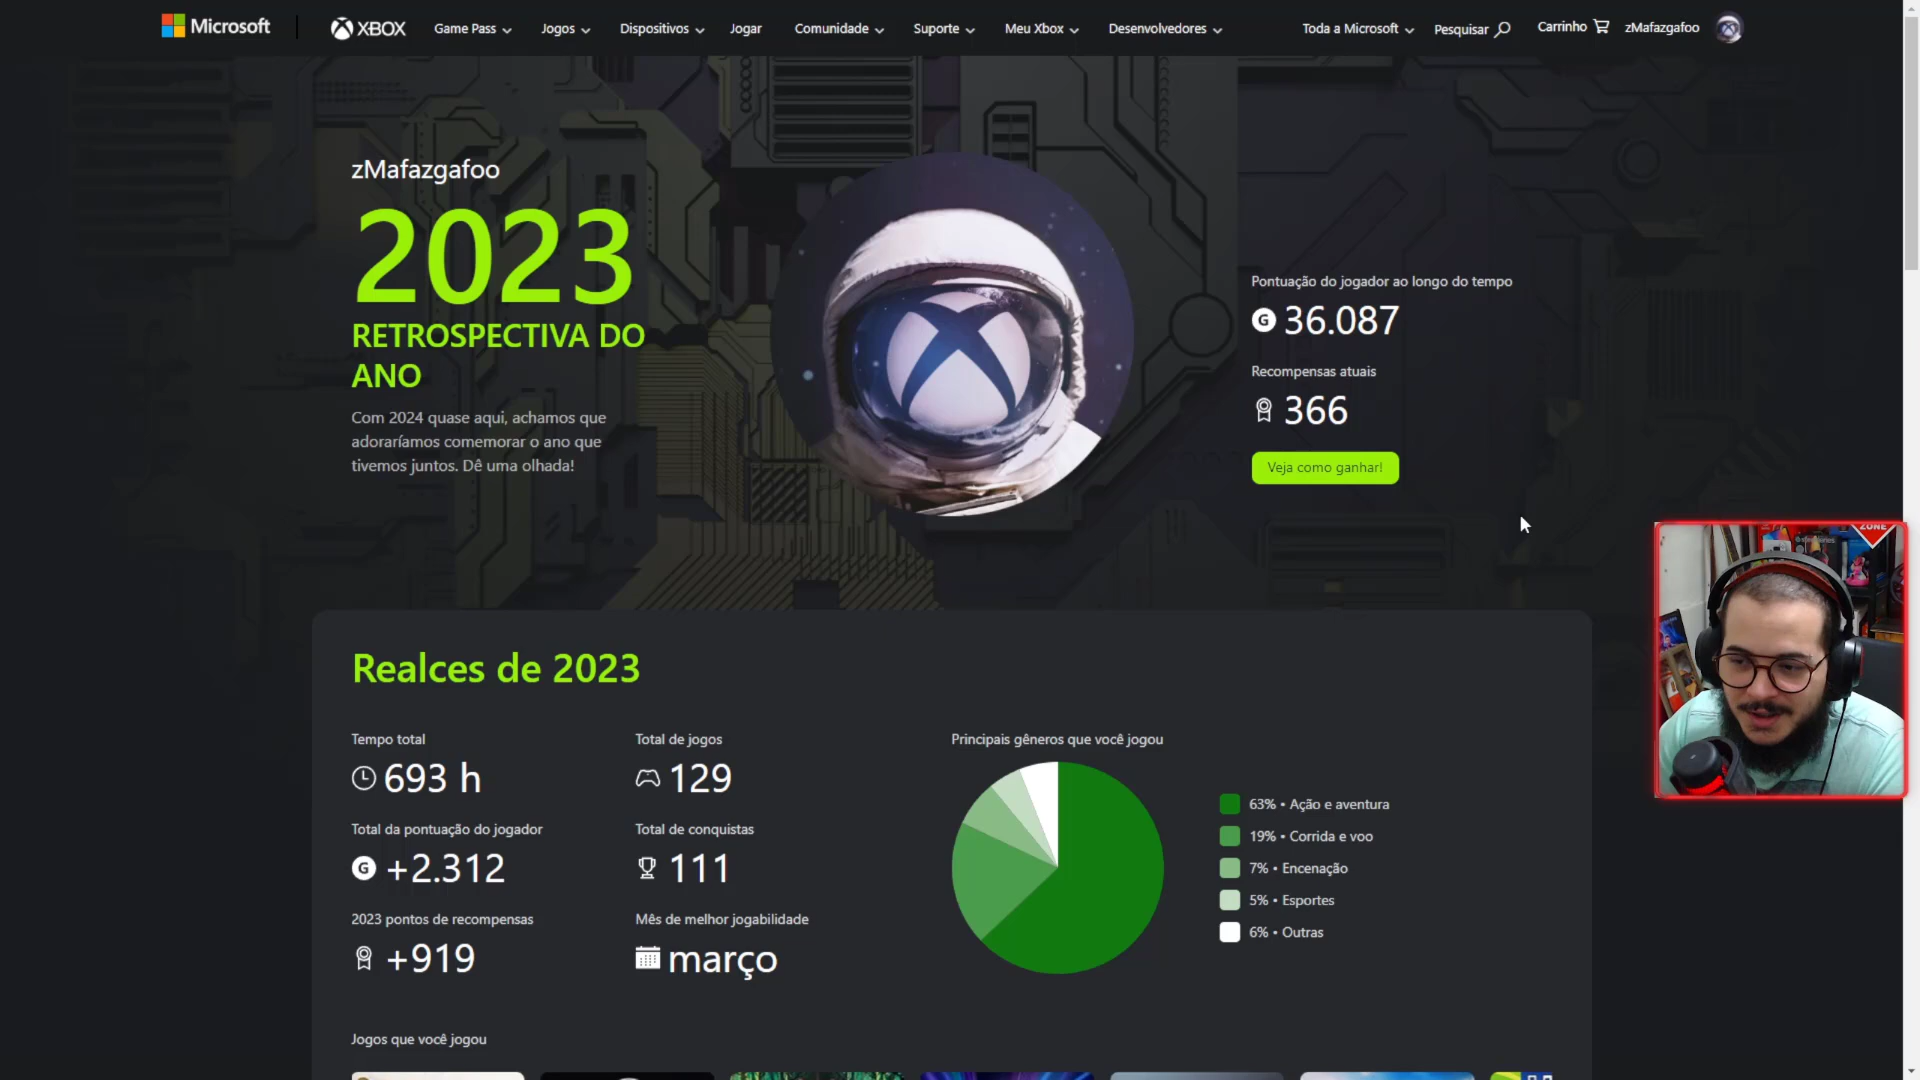 Microsoft
XBOX
Game Pass
Jogos
Dispositivos
Jogar
Comunidade
Suporte
Meu Xbox
Desenvolvedores
Toda a Microsoft
Pesquisar
Carrinho
zMafazgafoo
zMafazgafoo
2023
RETROSPECTIVA DO
ANO
Com 2024 quase aqui, achamos que
adoraríamos comemorar o ano que
tivemos juntos. Dê uma olhada!
Pontuação do jogador ao longo do tempo
G 36.087
Recompensas atuais
366
Veja como ganhar!
ZONE
Realces de 2023
Tempo total
693 h
Total de jogos
129
Total da pontuação do jogador
G +2.312
Total de conquistas
111
2023 pontos de recompensas
+919
Mês de melhor jogabilidade
março
Principais gêneros que você jogou
63% • Ação e aventura
19% • Corrida e voo
7% • Encenação
5% • Esportes
6% • Outras
Jogos que você jogou